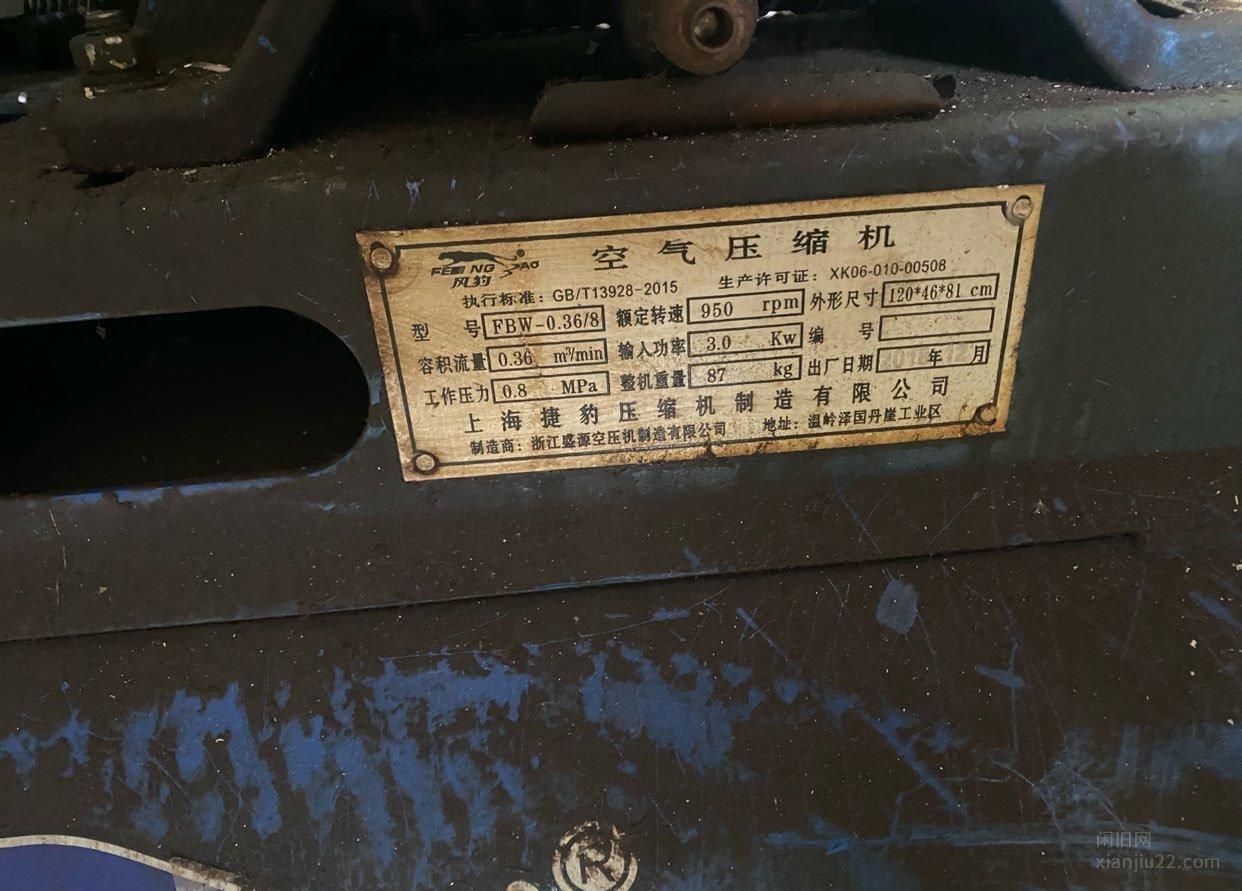 FENG BAO
风豹
空气压缩机
执行标准：GB/T13928-2015 生产许可证：XK06-010-00508
型号 FBW-0.36/8 额定转速 950 rpm 外形尺寸 120*46*81 cm
容积流量 0.36 m³/min 输入功率 3.0 Kw 编号
工作压力 0.8 MPa 整机重量 87 kg 出厂日期 年 月
上海捷豹压缩机制造有限公司
制造商：浙江盛源空压机制造有限公司 地址：温岭泽国丹崖工业区
R
闲旧网
xianjiu22.com